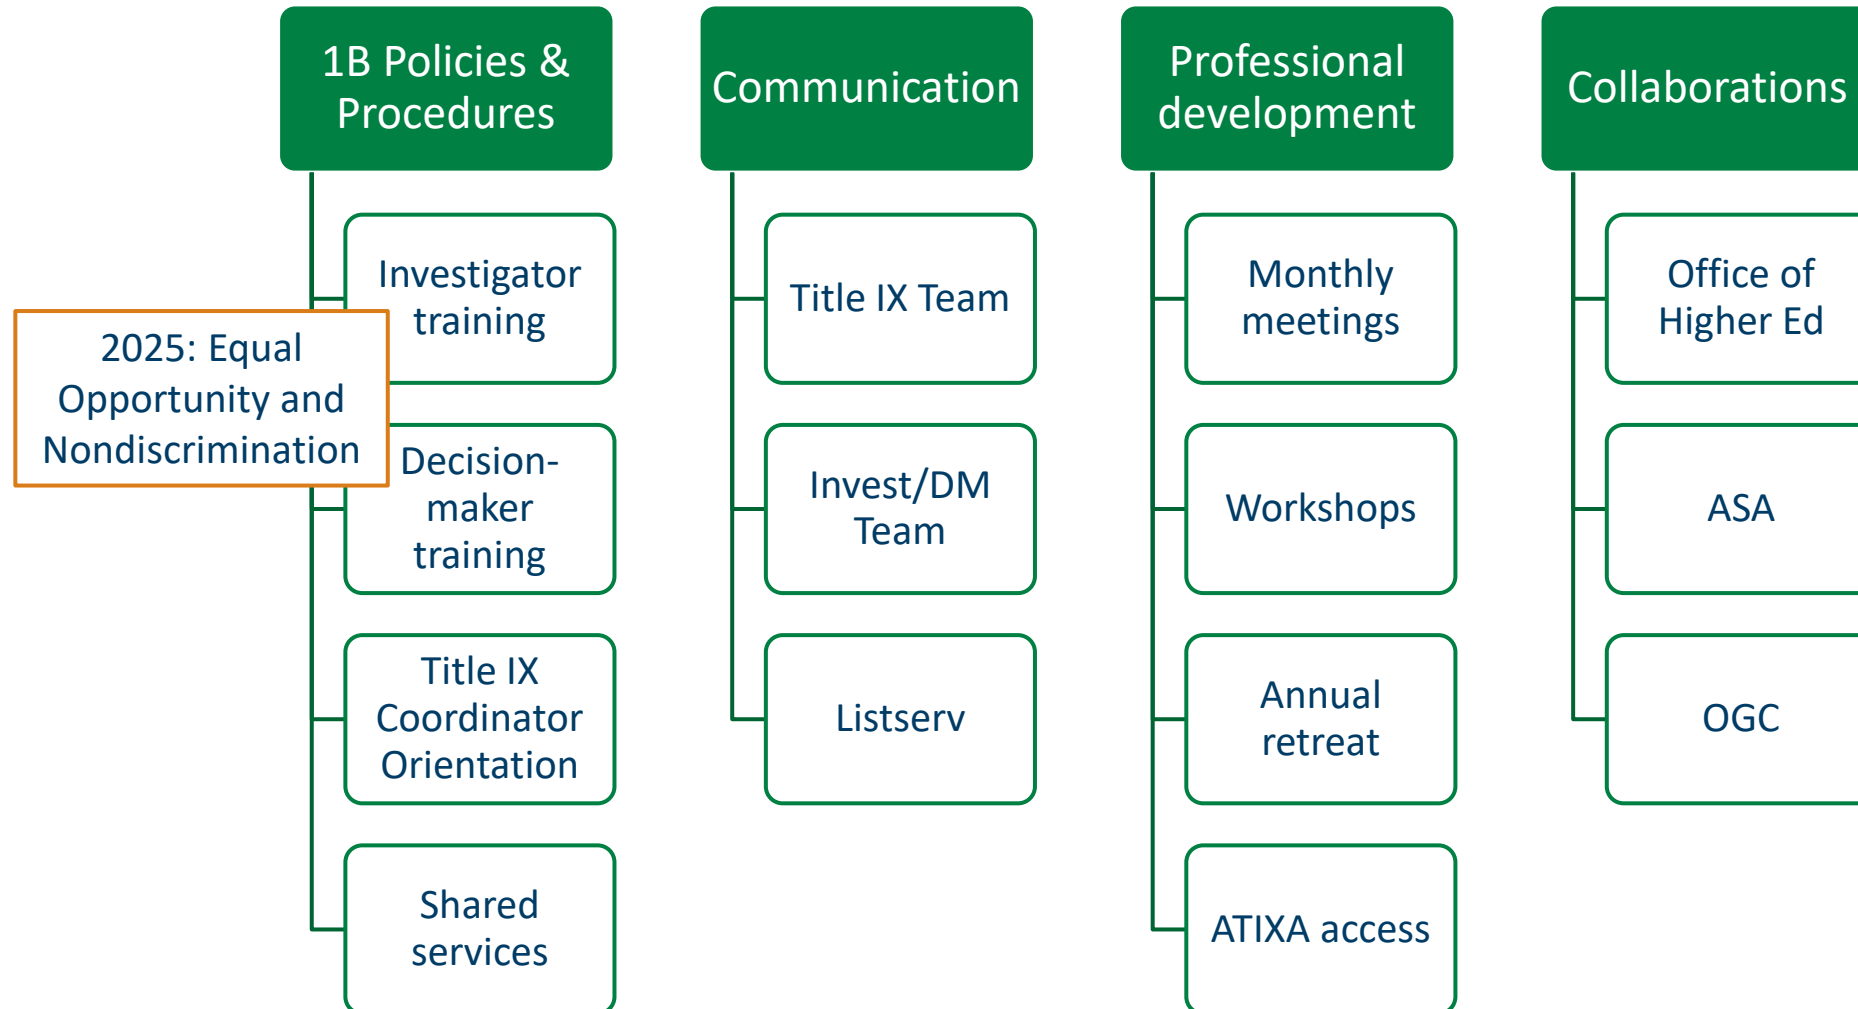 1B Policies &
Procedures
Investigator
training
2025: Equal
Opportunity and
Nondiscrimination
Decision-
maker
training
Title IX
Coordinator
Orientation
Shared
services
Communication
Title IX Team
Invest/DM
Team
Listserv
Professional
development
Monthly
meetings
Workshops
Annual
retreat
ATIXA access
Collaborations
Office of
Higher Ed
ASA
OGC